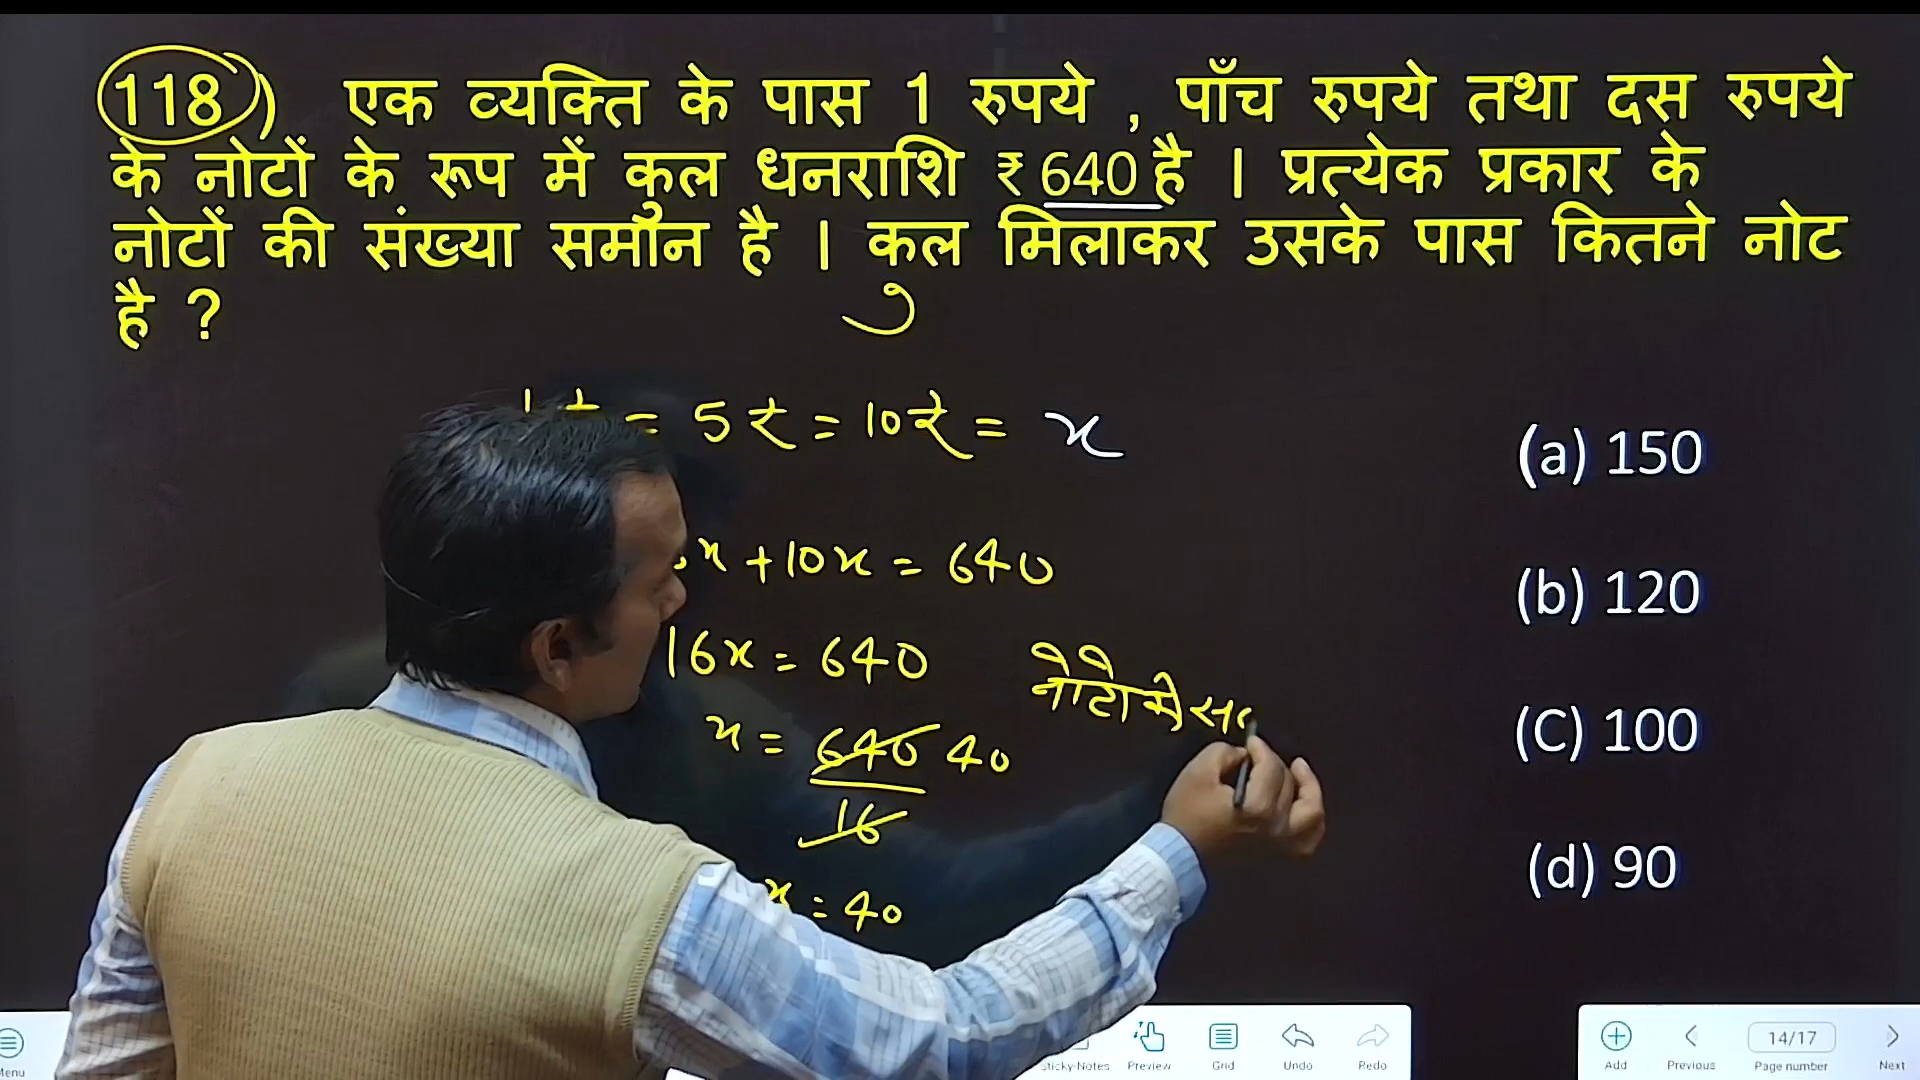 118) एक व्यक्ति के पास 1 रुपये , पाँच रुपये तथा दस रुपये
के नोटों के रूप में कुल धनराशि ₹ 640 है । प्रत्येक प्रकार के
नोटों की संख्या समान है । कुल मिलाकर उसके पास कितने नोट
है ?
= 5₹ = 10₹ = x
x + 10x = 640
16x = 640
x = 640 40
16
x = 40
नोटो की
(a) 150
(b) 120
(C) 100
(d) 90
Sticky-Notes Preview Grid Undo Redo
Add Previous 14/17 Page number Next